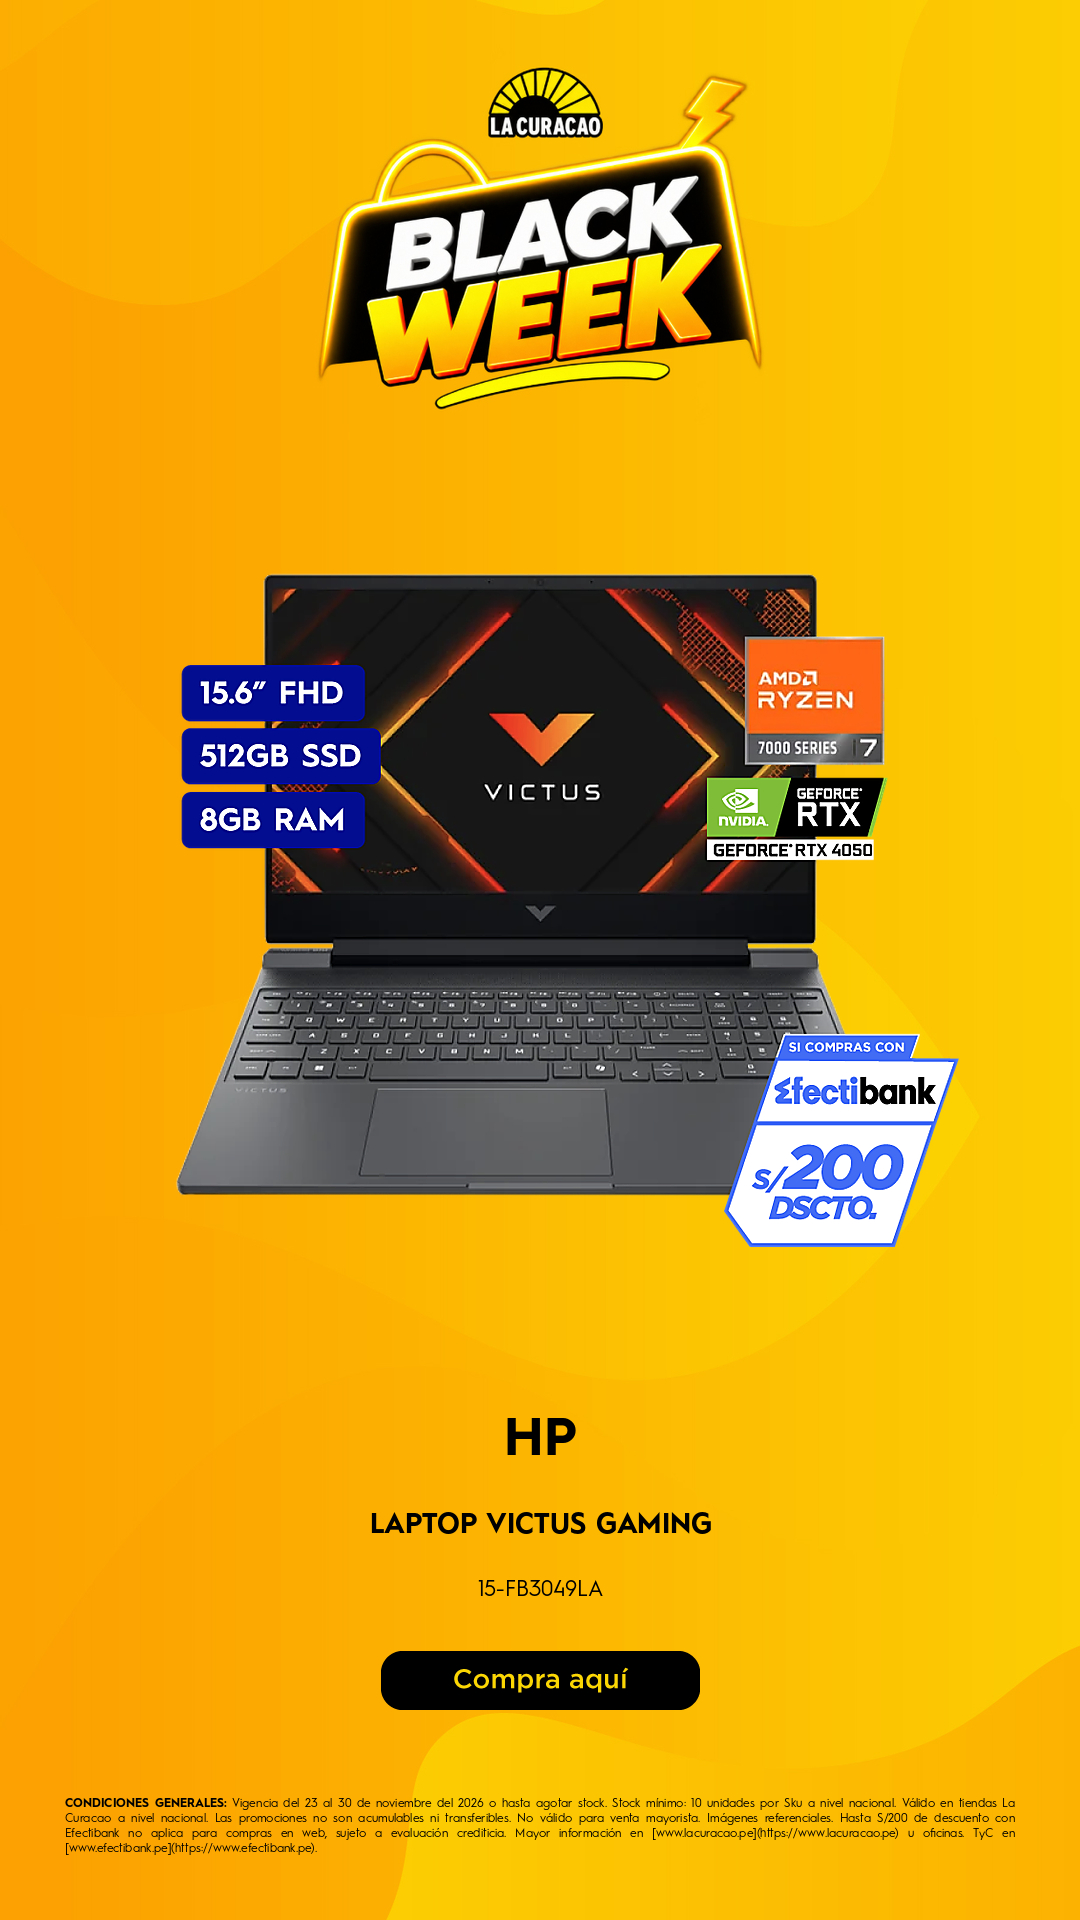 LA CURACAO
BLACK
WEEK
15.6” FHD
512GB SSD
8GB RAM
VICTUS
AMD
RYZEN
7000 SERIES 7
NVIDIA.
GEFORCE
RTX
GEFORCE RTX 4050
VICTUS
SI COMPRAS CON
Efectibank
S/200
DSCTO.
HP
LAPTOP VICTUS GAMING
15-FB3049LA
Compra aquí
CONDICIONES GENERALES: Vigencia del 23 al 30 de noviembre del 2026 o hasta agotar stock. Stock mínimo: 10 unidades por Sku a nivel nacional. Válido en tiendas La
Curacao a nivel nacional. Las promociones no son acumulables ni transferibles. No válido para venta mayorista. Imágenes referenciales. Hasta S/200 de descuento con
Efectibank no aplica para compras en web, sujeto a evaluación crediticia. Mayor información en [www.lacuracao.pe](https://www.lacuracao.pe) u oficinas. TyC en
[www.efectibank.pe](https://www.efectibank.pe).